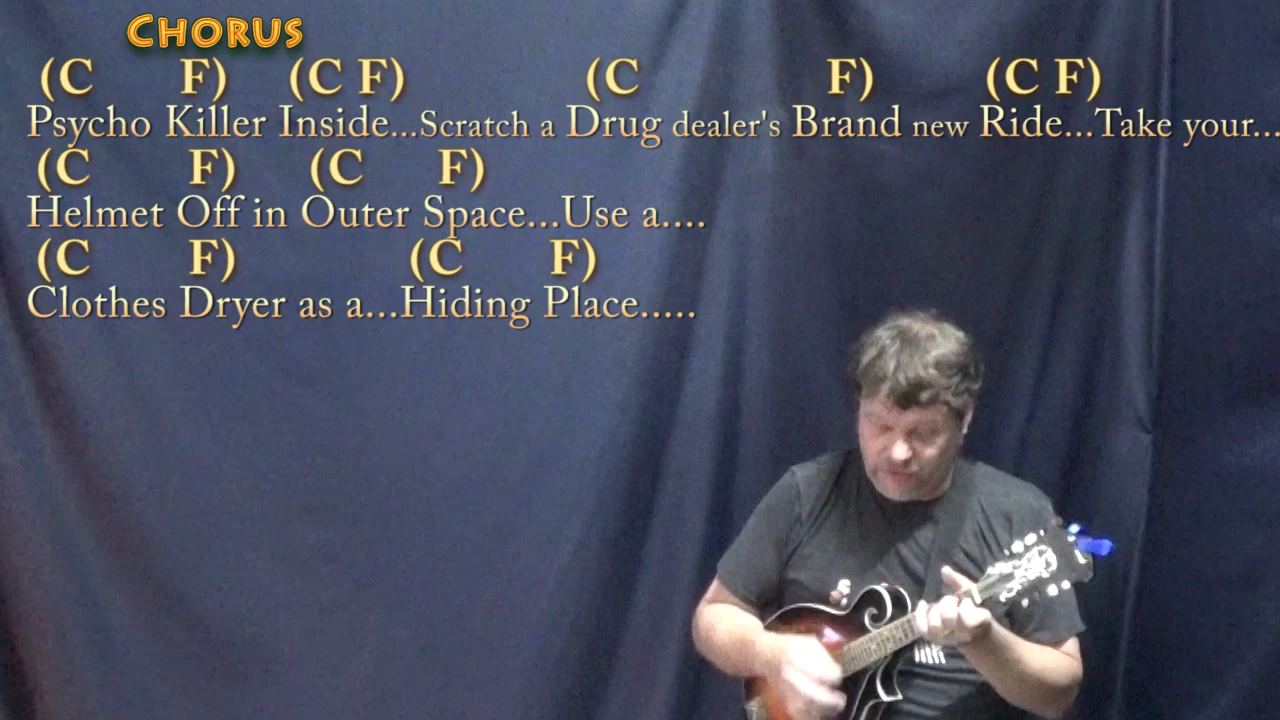 CHORUS
(C F) (C F) (C F) (C F)
Psycho Killer Inside...Scratch a Drug dealer's Brand new Ride...Take your...
(C F) (C F)
Helmet Off in Outer Space...Use a....
(C F) (C F)
Clothes Dryer as a...Hiding Place.....